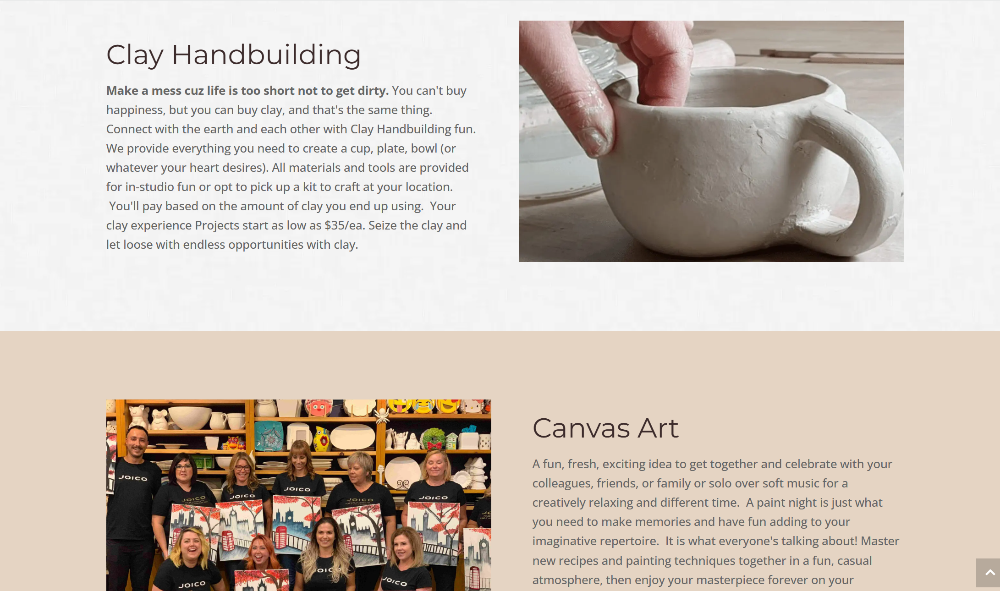 Clay Handbuilding
Make a mess cuz life is too short not to get dirty. You can't buy
happiness, but you can buy clay, and that's the same thing.
Connect with the earth and each other with Clay Handbuilding fun.
We provide everything you need to create a cup, plate, bowl (or
whatever your heart desires). All materials and tools are provided
for in-studio fun or opt to pick up a kit to craft at your location.
You'll pay based on the amount of clay you end up using.  Your
clay experience Projects start as low as $35/ea. Seize the clay and
let loose with endless opportunities with clay.
Canvas Art
A fun, fresh, exciting idea to get together and celebrate with your
colleagues, friends, or family or solo over soft music for a
creatively relaxing and different time.  A paint night is just what
you need to make memories and have fun adding to your
imaginative repertoire.  It is what everyone's talking about! Master
new recipes and painting techniques together in a fun, casual
atmosphere, then enjoy your masterpiece forever on your
JOICO
JOICO
JOICO
JOICO
JOICO
JOICO
JOICO
JOICO